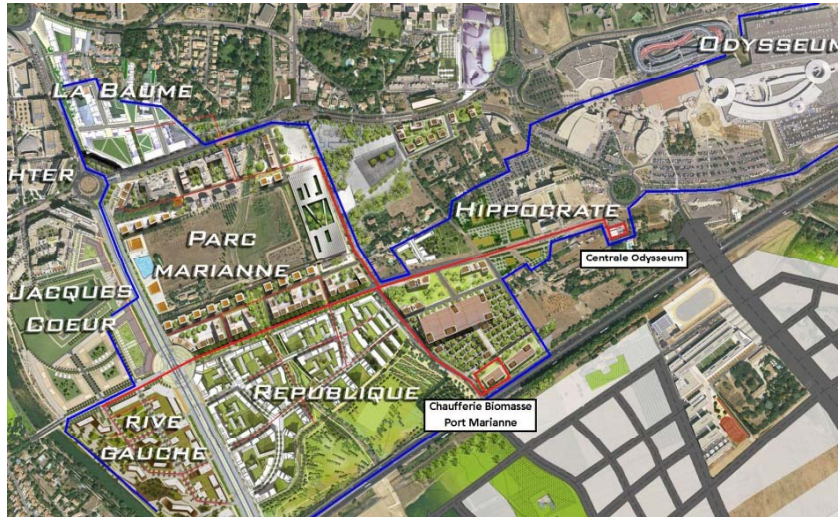 ODYSSEUM
LA BAUME
HTER
HIPPOCRATE
PARC
MARIANNE
Centrale Odysseum
JACQUES
COEUR
REPUBLIQUE
Chaufferie Biomasse
Port Marianne
RIVE
GAUCHE